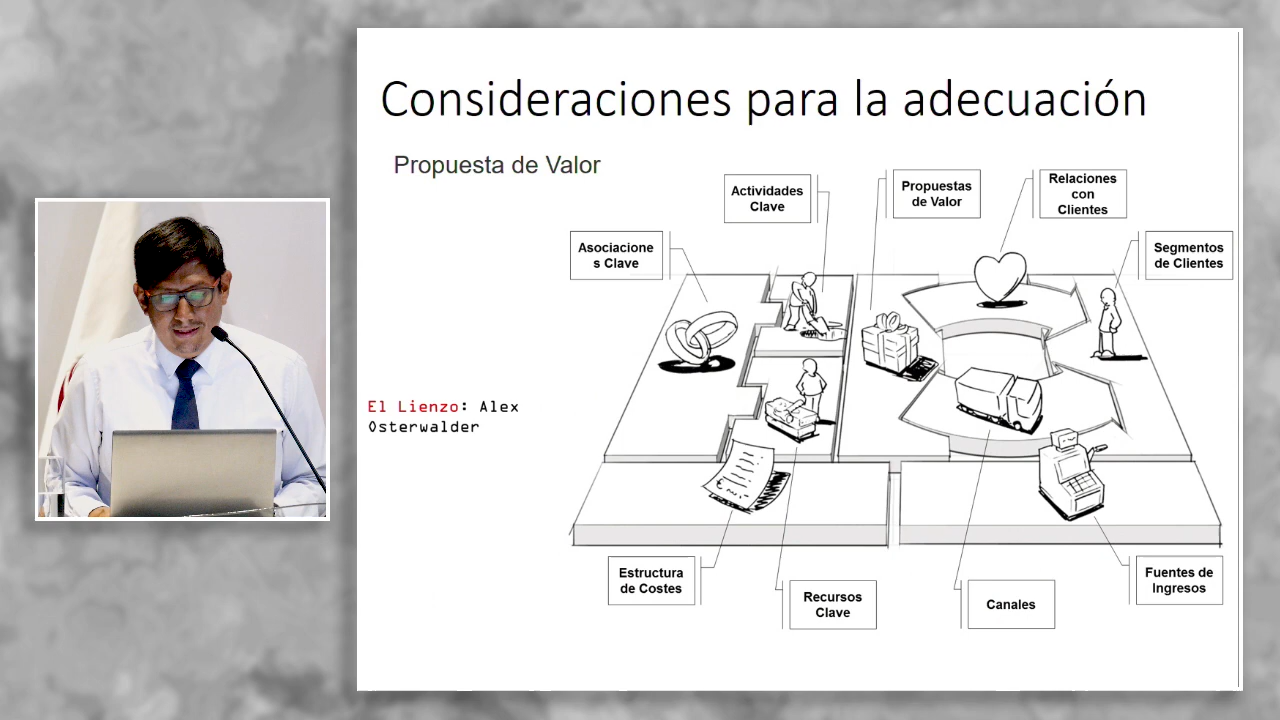 Consideraciones para la adecuación
Propuesta de Valor
Actividades
Clave
Propuestas
de Valor
Relaciones
con
Clientes
Asociacione
s Clave
Segmentos
de Clientes
El Lienzo: Alex
Osterwalder
Estructura
de Costes
Recursos
Clave
Canales
Fuentes de
Ingresos